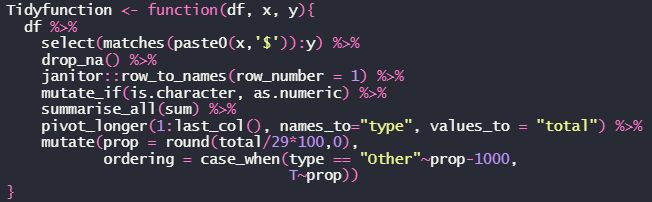 Tidyfunction <- function(df, x, y){
  df %>%
    select(matches(paste0(x,'$')):y) %>%
    drop_na() %>%
    janitor::row_to_names(row_number = 1) %>%
    mutate_if(is.character, as.numeric) %>%
    summarise_all(sum) %>%
    pivot_longer(1:last_col(), names_to="type", values_to = "total") %>%
    mutate(prop = round(total/29*100,0),
           ordering = case_when(type == "Other"~prop-1000,
                                T~prop))
}